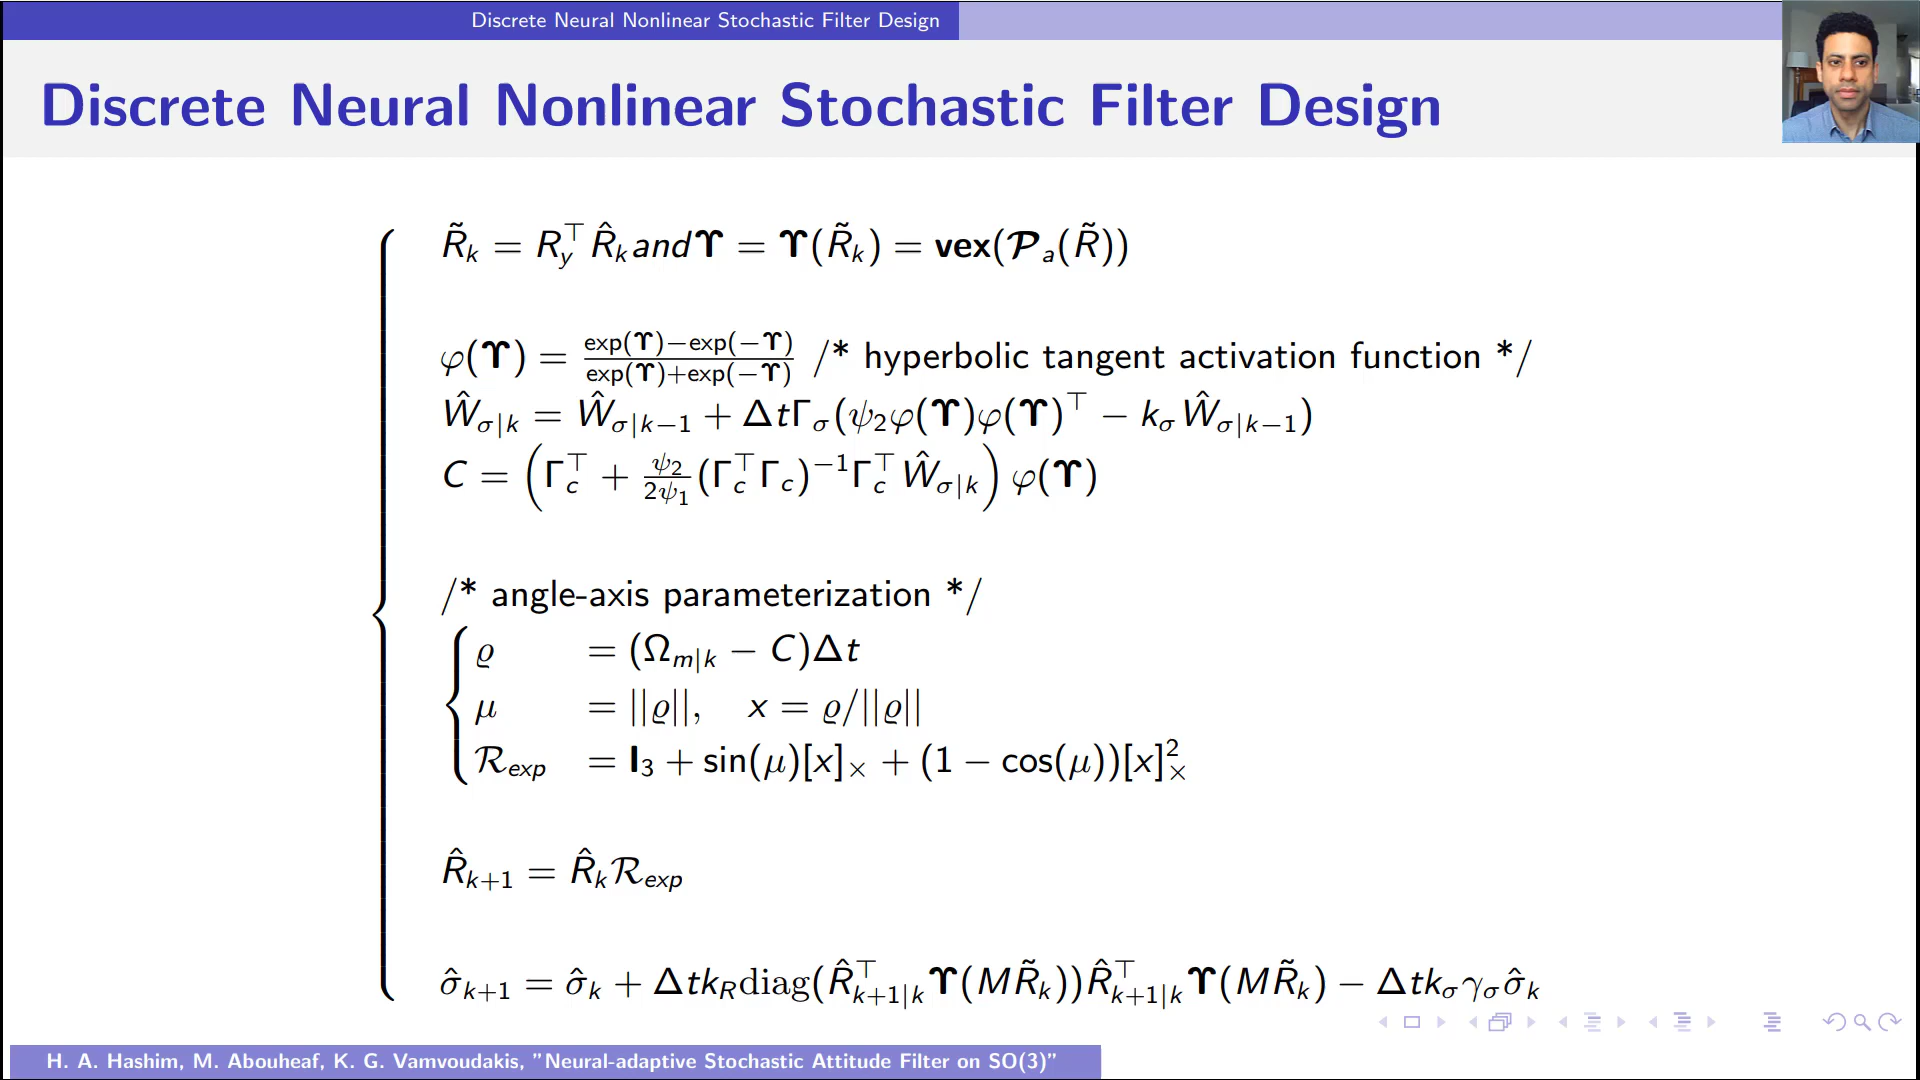 Discrete Neural Nonlinear Stochastic Filter Design
Discrete Neural Nonlinear Stochastic Filter Design
R̃_k = R_y^⊤ R̂_k and ϒ = ϒ(R̃_k) = vex(𝓟_a(R̃))
φ(ϒ) = exp(ϒ)−exp(−ϒ) / exp(ϒ)+exp(−ϒ) /* hyperbolic tangent activation function */
Ŵ_{σ|k} = Ŵ_{σ|k−1} + ΔtΓ_σ(ψ_2φ(ϒ)φ(ϒ)^⊤ − k_σŴ_{σ|k−1})
C = (Γ_c^⊤ + ψ_2/2ψ_1 (Γ_c^⊤Γ_c)^{−1}Γ_c^⊤Ŵ_{σ|k}) φ(ϒ)
/* angle-axis parameterization */
ϱ = (Ω_{m|k} − C)Δt
μ = ||ϱ||, x = ϱ/||ϱ||
𝓡_exp = I_3 + sin(μ)[x]_× + (1 − cos(μ))[x]_×^2
R̂_{k+1} = R̂_k𝓡_exp
σ̂_{k+1} = σ̂_k + Δtk_R diag(R̂_{k+1|k}^⊤ϒ(MR̃_k))R̂_{k+1|k}^⊤ϒ(MR̃_k) − Δtk_σγ_σσ̂_k
H. A. Hashim, M. Abouheaf, K. G. Vamvoudakis, "Neural-adaptive Stochastic Attitude Filter on SO(3)"